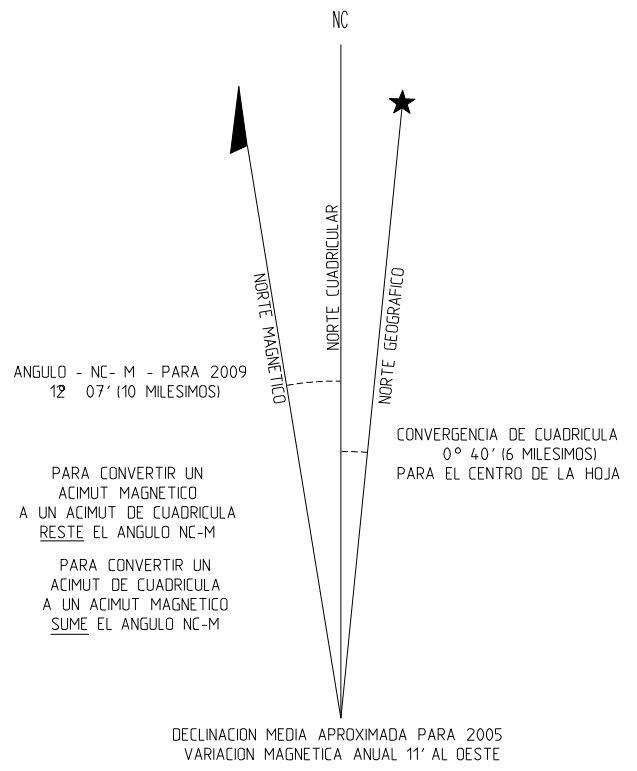 NC
NORTE MAGNETICO
NORTE CUADRICULAR
NORTE GEOGRAFICO
ANGULO - NC- M - PARA 2009
12° 07' (10 MILESIMOS)
CONVERGENCIA DE CUADRICULA
0° 40' (6 MILESIMOS)
PARA EL CENTRO DE LA HOJA
PARA CONVERTIR UN
ACIMUT MAGNETICO
A UN ACIMUT DE CUADRICULA
RESTE EL ANGULO NC-M
PARA CONVERTIR UN
ACIMUT DE CUADRICULA
A UN ACIMUT MAGNETICO
SUME EL ANGULO NC-M
DECLINACION MEDIA APROXIMADA PARA 2005
VARIACION MAGNETICA ANUAL 11' AL OESTE